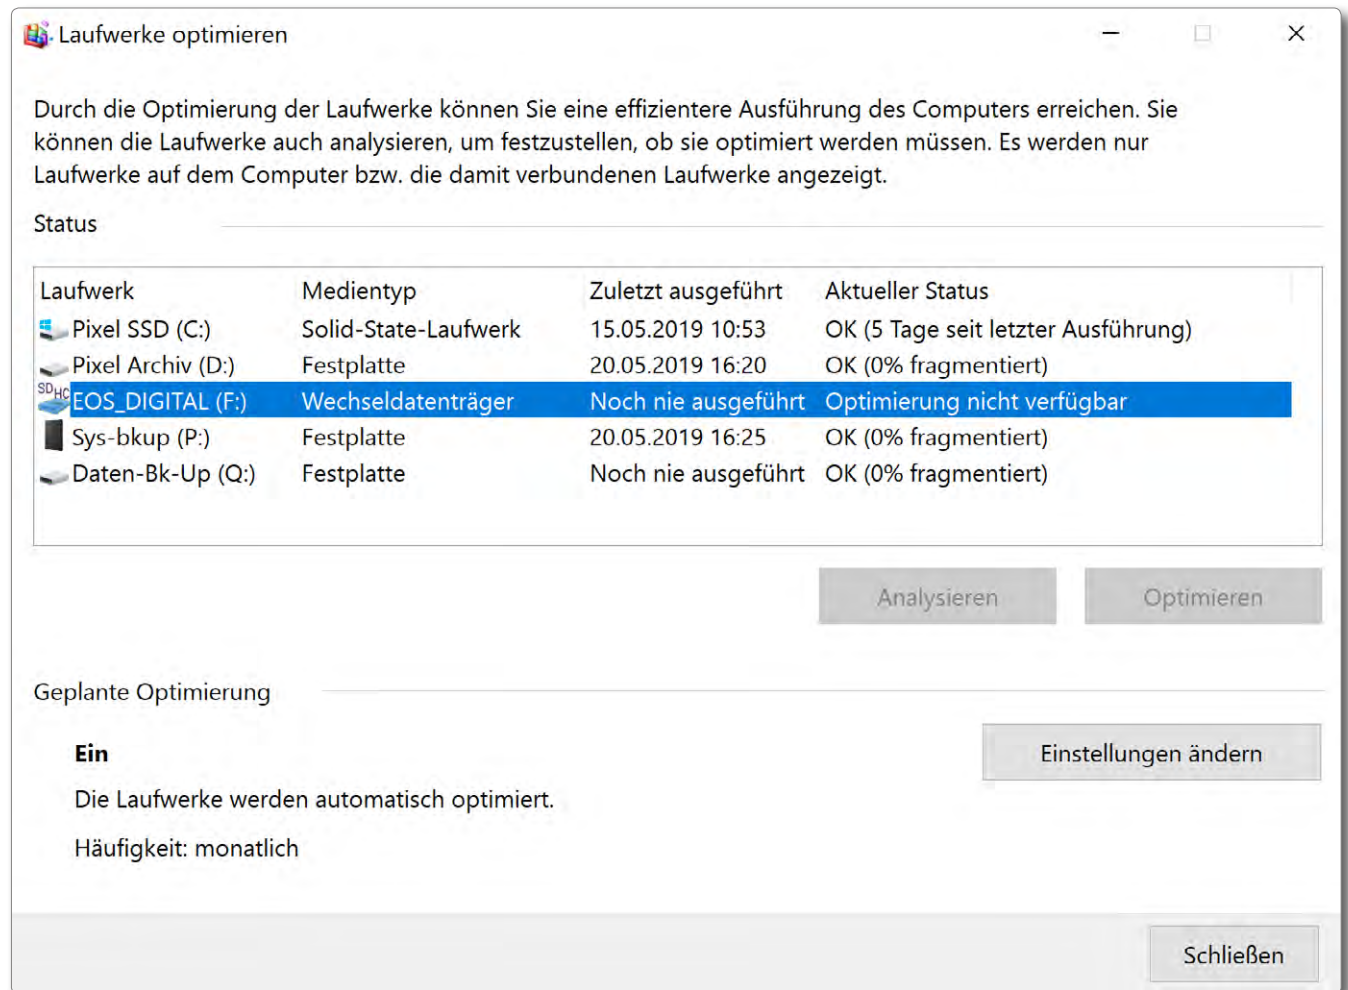 Laufwerke optimieren
Durch die Optimierung der Laufwerke können Sie eine effizientere Ausführung des Computers erreichen. Sie
können die Laufwerke auch analysieren, um festzustellen, ob sie optimiert werden müssen. Es werden nur
Laufwerke auf dem Computer bzw. die damit verbundenen Laufwerke angezeigt.
Status
Laufwerk Medientyp Zuletzt ausgeführt Aktueller Status
Pixel SSD (C:) Solid-State-Laufwerk 15.05.2019 10:53 OK (5 Tage seit letzter Ausführung)
Pixel Archiv (D:) Festplatte 20.05.2019 16:20 OK (0% fragmentiert)
SDHC EOS_DIGITAL (F:) Wechseldatenträger Noch nie ausgeführt Optimierung nicht verfügbar
Sys-bkup (P:) Festplatte 20.05.2019 16:25 OK (0% fragmentiert)
Daten-Bk-Up (Q:) Festplatte Noch nie ausgeführt OK (0% fragmentiert)
Analysieren Optimieren
Geplante Optimierung
Ein Einstellungen ändern
Die Laufwerke werden automatisch optimiert.
Häufigkeit: monatlich
Schließen